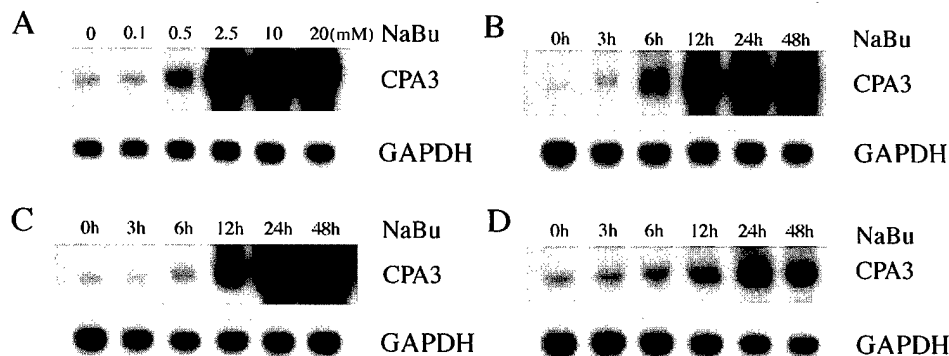 A
0 0.1 0.5 2.5 10 20(mM) NaBu
CPA3
GAPDH
B
0h 3h 6h 12h 24h 48h NaBu
CPA3
GAPDH
C
0h 3h 6h 12h 24h 48h NaBu
CPA3
GAPDH
D
0h 3h 6h 12h 24h 48h NaBu
CPA3
GAPDH